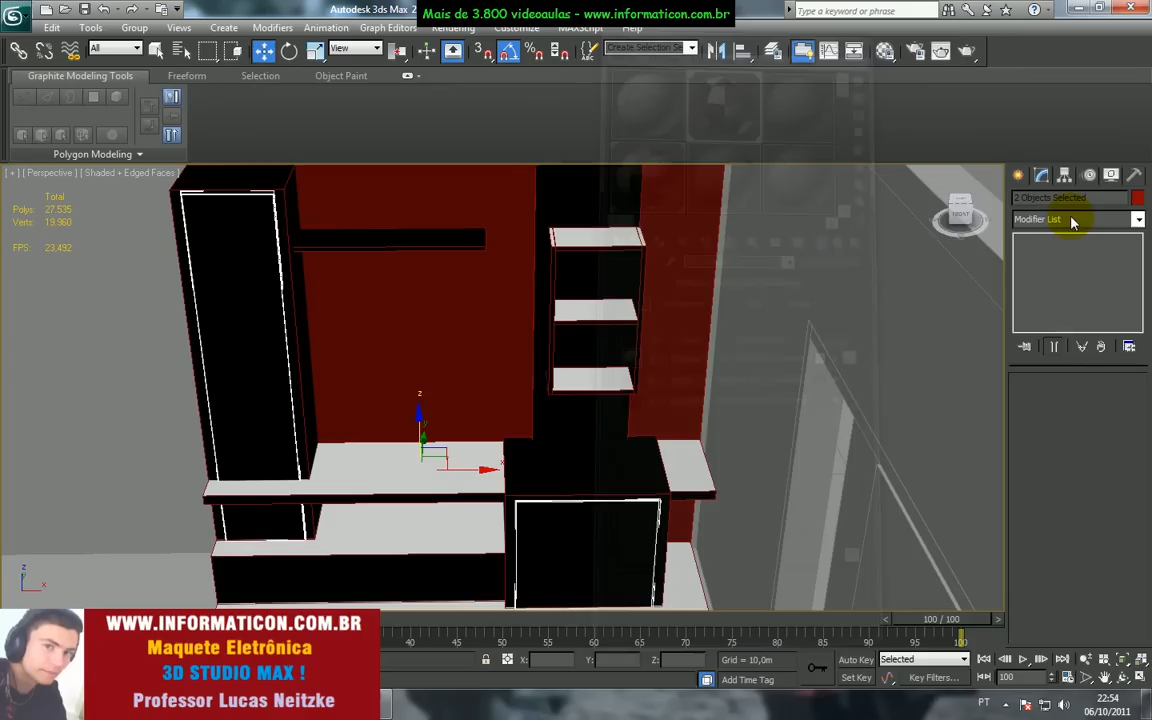 Autodesk 3ds Max 2
Mais de 3.800 videoaulas - www.informaticon.com.br
Type a keyword or phrase
Edit Tools Group Views Create Modifiers Animation Graph Editors Rendering Customize MAXScript Help
All
View
Create Selection Se
Graphite Modeling Tools Freeform Selection Object Paint
Polygon Modeling
[ + ] [ Perspective ] [ Shaded + Edged Faces ]
Total
Polys: 27.535
Verts: 19.960
FPS: 23,492
FRONT
2 Objects Selected
Modifier List
z
y
x
z
x
100 / 100
40 45 50 55 60 65 70 75 80 85 90 95 100
X: Y: Z: Grid = 10,0m
Add Time Tag
Auto Key Selected
Set Key Key Filters...
100
WWW.INFORMATICON.COM.BR
Maquete Eletrônica
3D STUDIO MAX !
Professor Lucas Neitzke
PT
22:54
06/10/2011